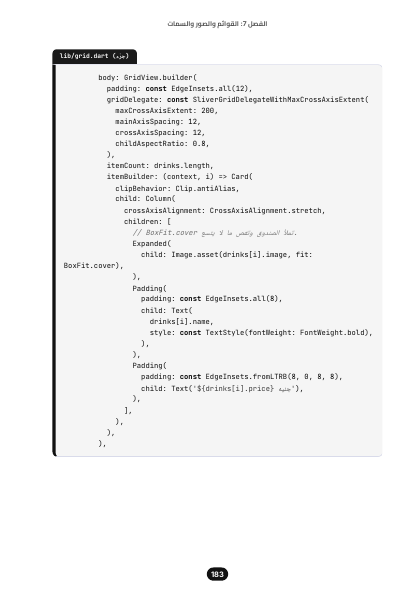 الفصل 7: القوائم والصور والسمات
lib/grid.dart (جزء)
body: GridView.builder(
padding: const EdgeInsets.all(12),
gridDelegate: const SliverGridDelegateWithMaxCrossAxisExtent(
maxCrossAxisExtent: 200,
mainAxisSpacing: 12,
crossAxisSpacing: 12,
childAspectRatio: 0.8,
),
itemCount: drinks.length,
itemBuilder: (context, i) => Card(
clipBehavior: Clip.antiAlias,
child: Column(
crossAxisAlignment: CrossAxisAlignment.stretch,
children: [
// BoxFit.cover تملأ الصندوق وتقص ما لا يتسع.
Expanded(
child: Image.asset(drinks[i].image, fit:
BoxFit.cover),
),
Padding(
padding: const EdgeInsets.all(8),
child: Text(
drinks[i].name,
style: const TextStyle(fontWeight: FontWeight.bold),
),
),
Padding(
padding: const EdgeInsets.fromLTRB(8, 0, 8, 8),
child: Text('${drinks[i].price} جنيه'),
),
],
),
),
),
183